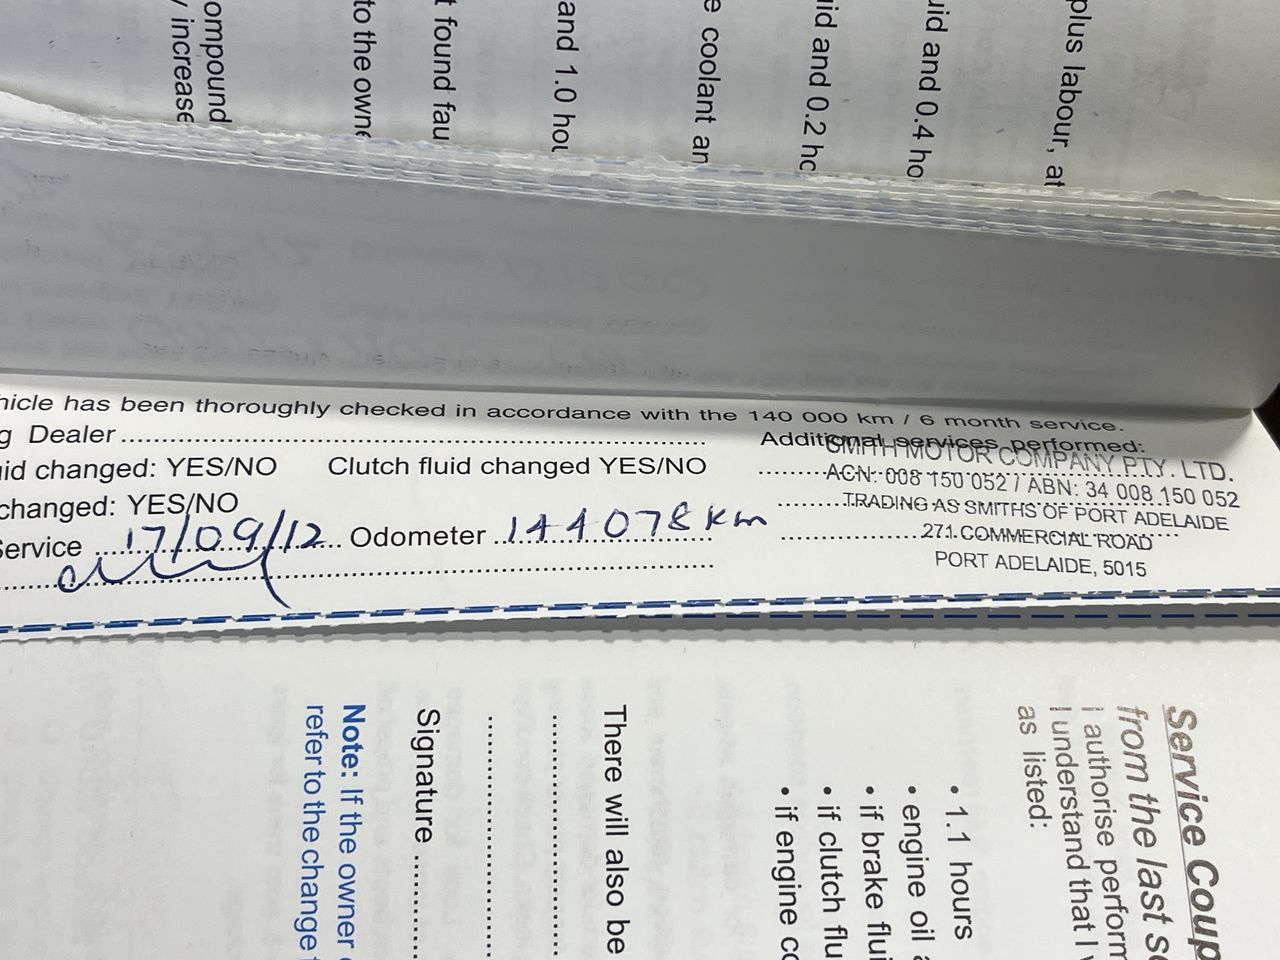 ompound
increase
to the owne
t found fau
and 1.0 hou
e coolant an
uid and 0.2 ho
uid and 0.4 ho
plus labour, at
hicle has been thoroughly checked in accordance with the 140 000 km / 6 month service.
g Dealer
uid changed: YES/NO Clutch fluid changed YES/NO
changed: YES/NO
Service 17/09/12 Odometer 144078 km
Additional services performed:
SMITH MOTOR COMPANY PTY. LTD.
ACN: 008 150 052 / ABN: 34 008 150 052
TRADING AS SMITHS OF PORT ADELAIDE
271 COMMERCIAL ROAD
PORT ADELAIDE, 5015
Service Coup
from the last se
I authorise perform
I understand that I w
as listed:
• 1.1 hours
• engine oil a
• if brake flui
• if clutch flu
• if engine co
There will also be
Signature
Note: If the owner
refer to the change